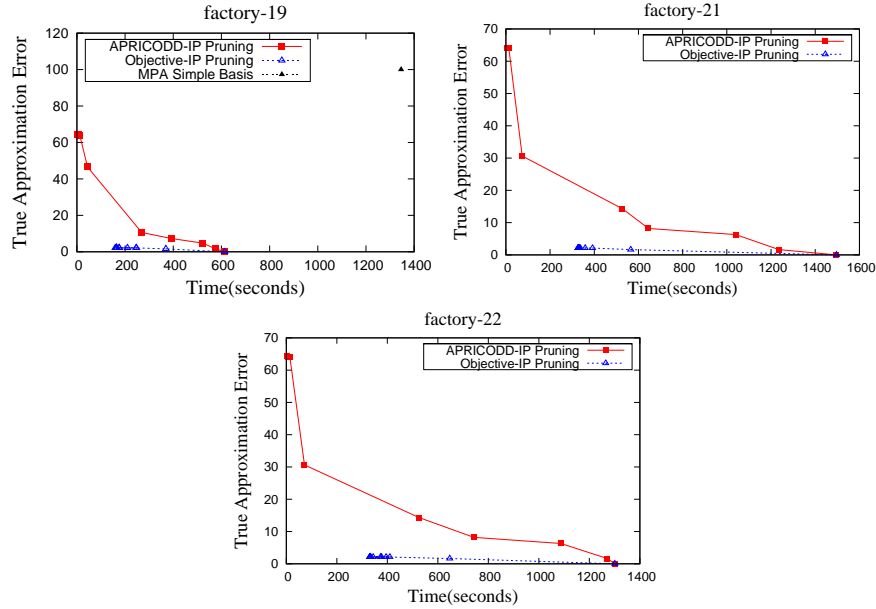 factory-19
APRICODD-IP Pruning
Objective-IP Pruning
MPA Simple Basis
120
100
80
60
40
20
0
True Approximation Error
0 200 400 600 800 1000 1200 1400
Time(seconds)
factory-21
APRICODD-IP Pruning
Objective-IP Pruning
70
60
50
40
30
20
10
0
True Approximation Error
0 200 400 600 800 1000 1200 1400 1600
Time(seconds)
factory-22
APRICODD-IP Pruning
Objective-IP Pruning
70
60
50
40
30
20
10
0
True Approximation Error
0 200 400 600 800 1000 1200 1400
Time(seconds)